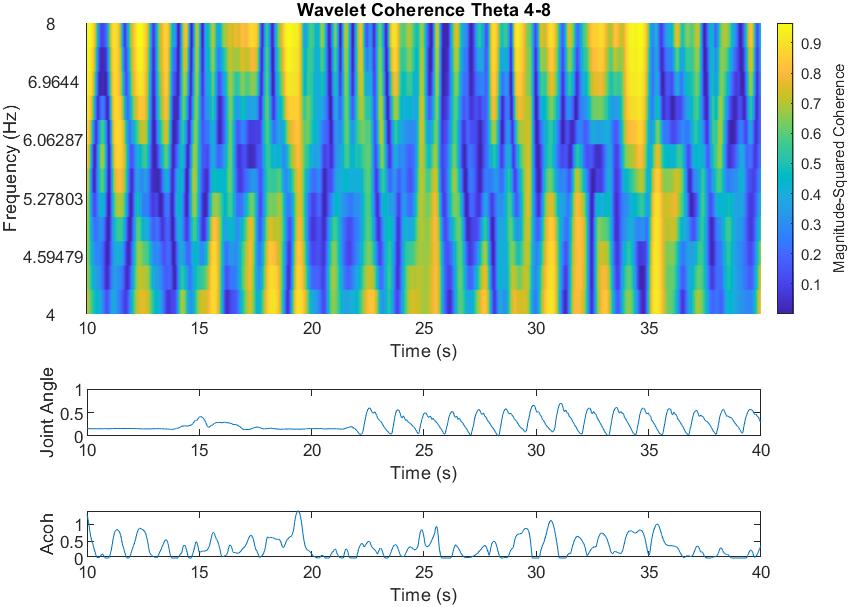 Wavelet Coherence Theta 4-8
Frequency (Hz)
8
6.9644
6.06287
5.27803
4.59479
4
10 15 20 25 30 35
Time (s)
0.9
0.8
0.7
0.6
0.5
0.4
0.3
0.2
0.1
Magnitude-Squared Coherence
Joint Angle
1
0.5
0
10 15 20 25 30 35 40
Time (s)
Acoh
1
0.5
0
10 15 20 25 30 35 40
Time (s)